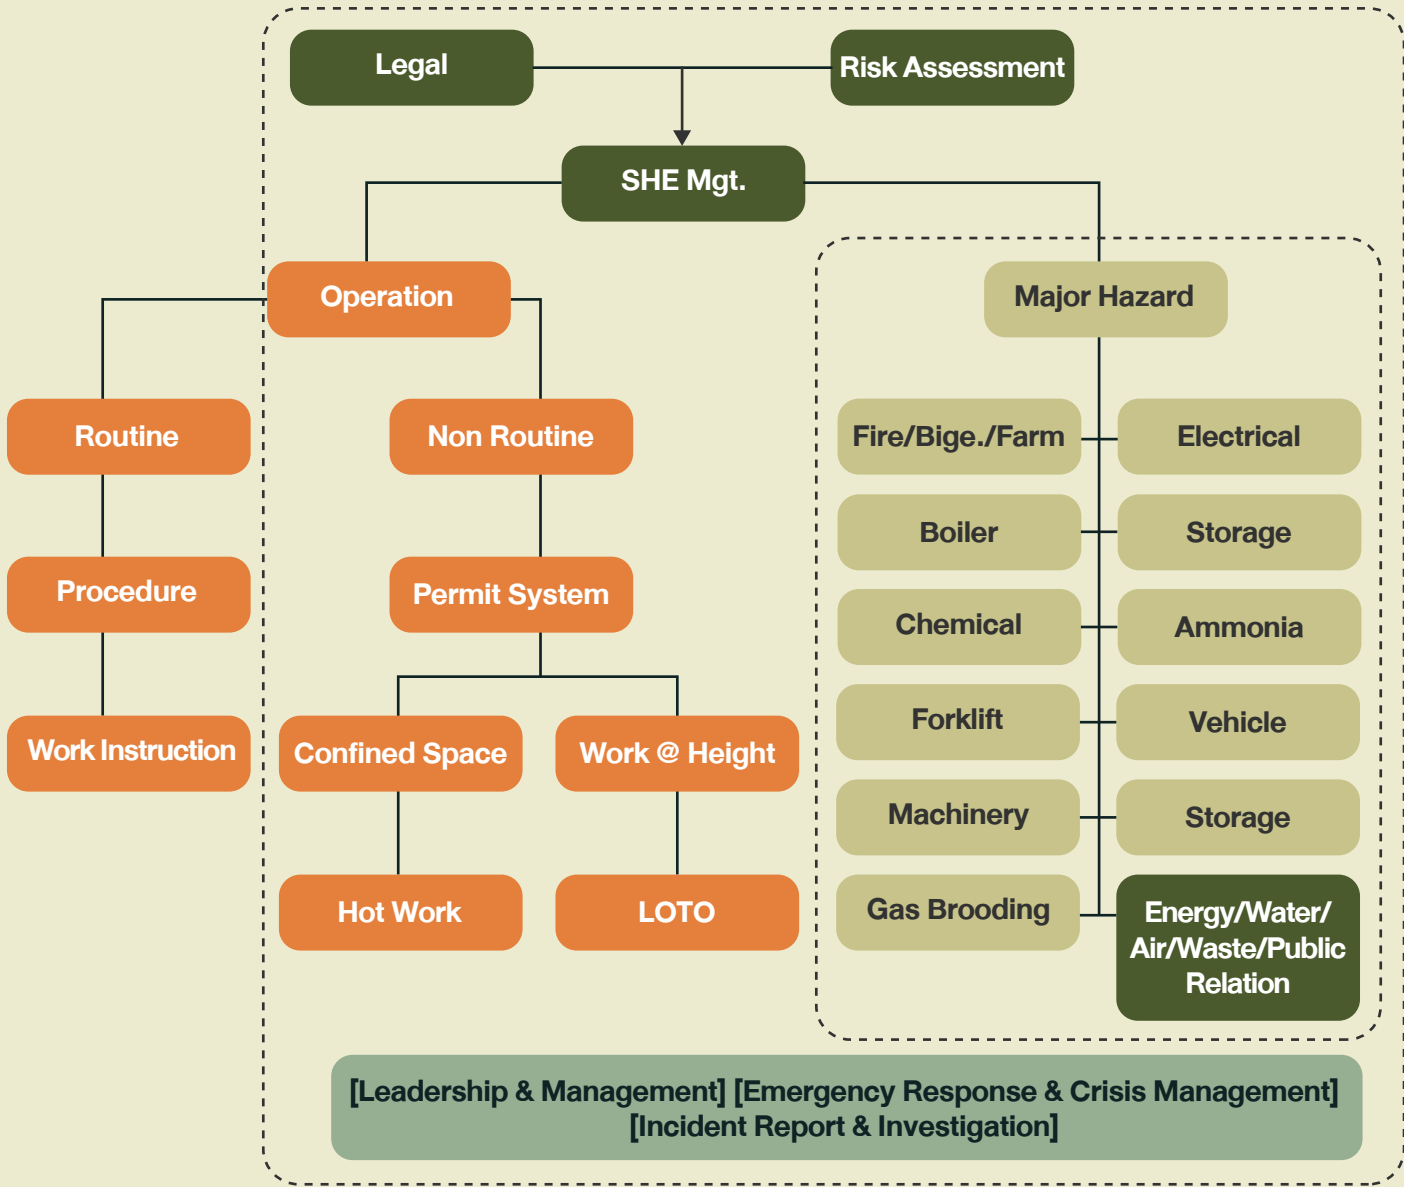 Legal
Risk Assessment
SHE Mgt.
Operation
Major Hazard
Routine
Non Routine
Fire/Bige./Farm
Electrical
Boiler
Storage
Procedure
Permit System
Chemical
Ammonia
Forklift
Vehicle
Work Instruction
Confined Space
Work @ Height
Machinery
Storage
Hot Work
LOTO
Gas Brooding
Energy/Water/
Air/Waste/Public
Relation
[Leadership & Management] [Emergency Response & Crisis Management]
[Incident Report & Investigation]